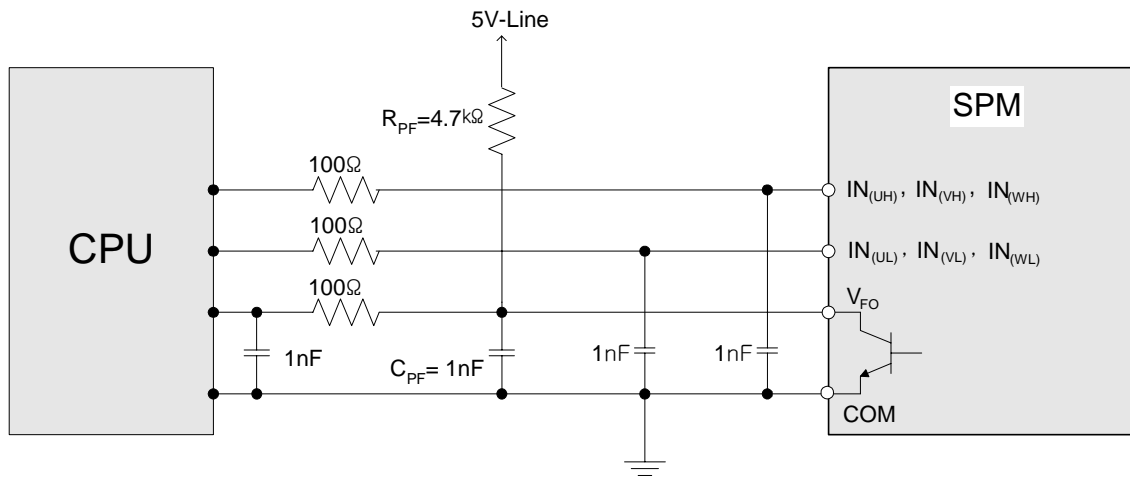 5V-Line
R_PF=4.7kΩ
SPM
100Ω
IN_(UH), IN_(VH), IN_(WH)
CPU
100Ω
IN_(UL), IN_(VL), IN_(WL)
100Ω
V_FO
1nF
C_PF= 1nF
1nF
1nF
COM